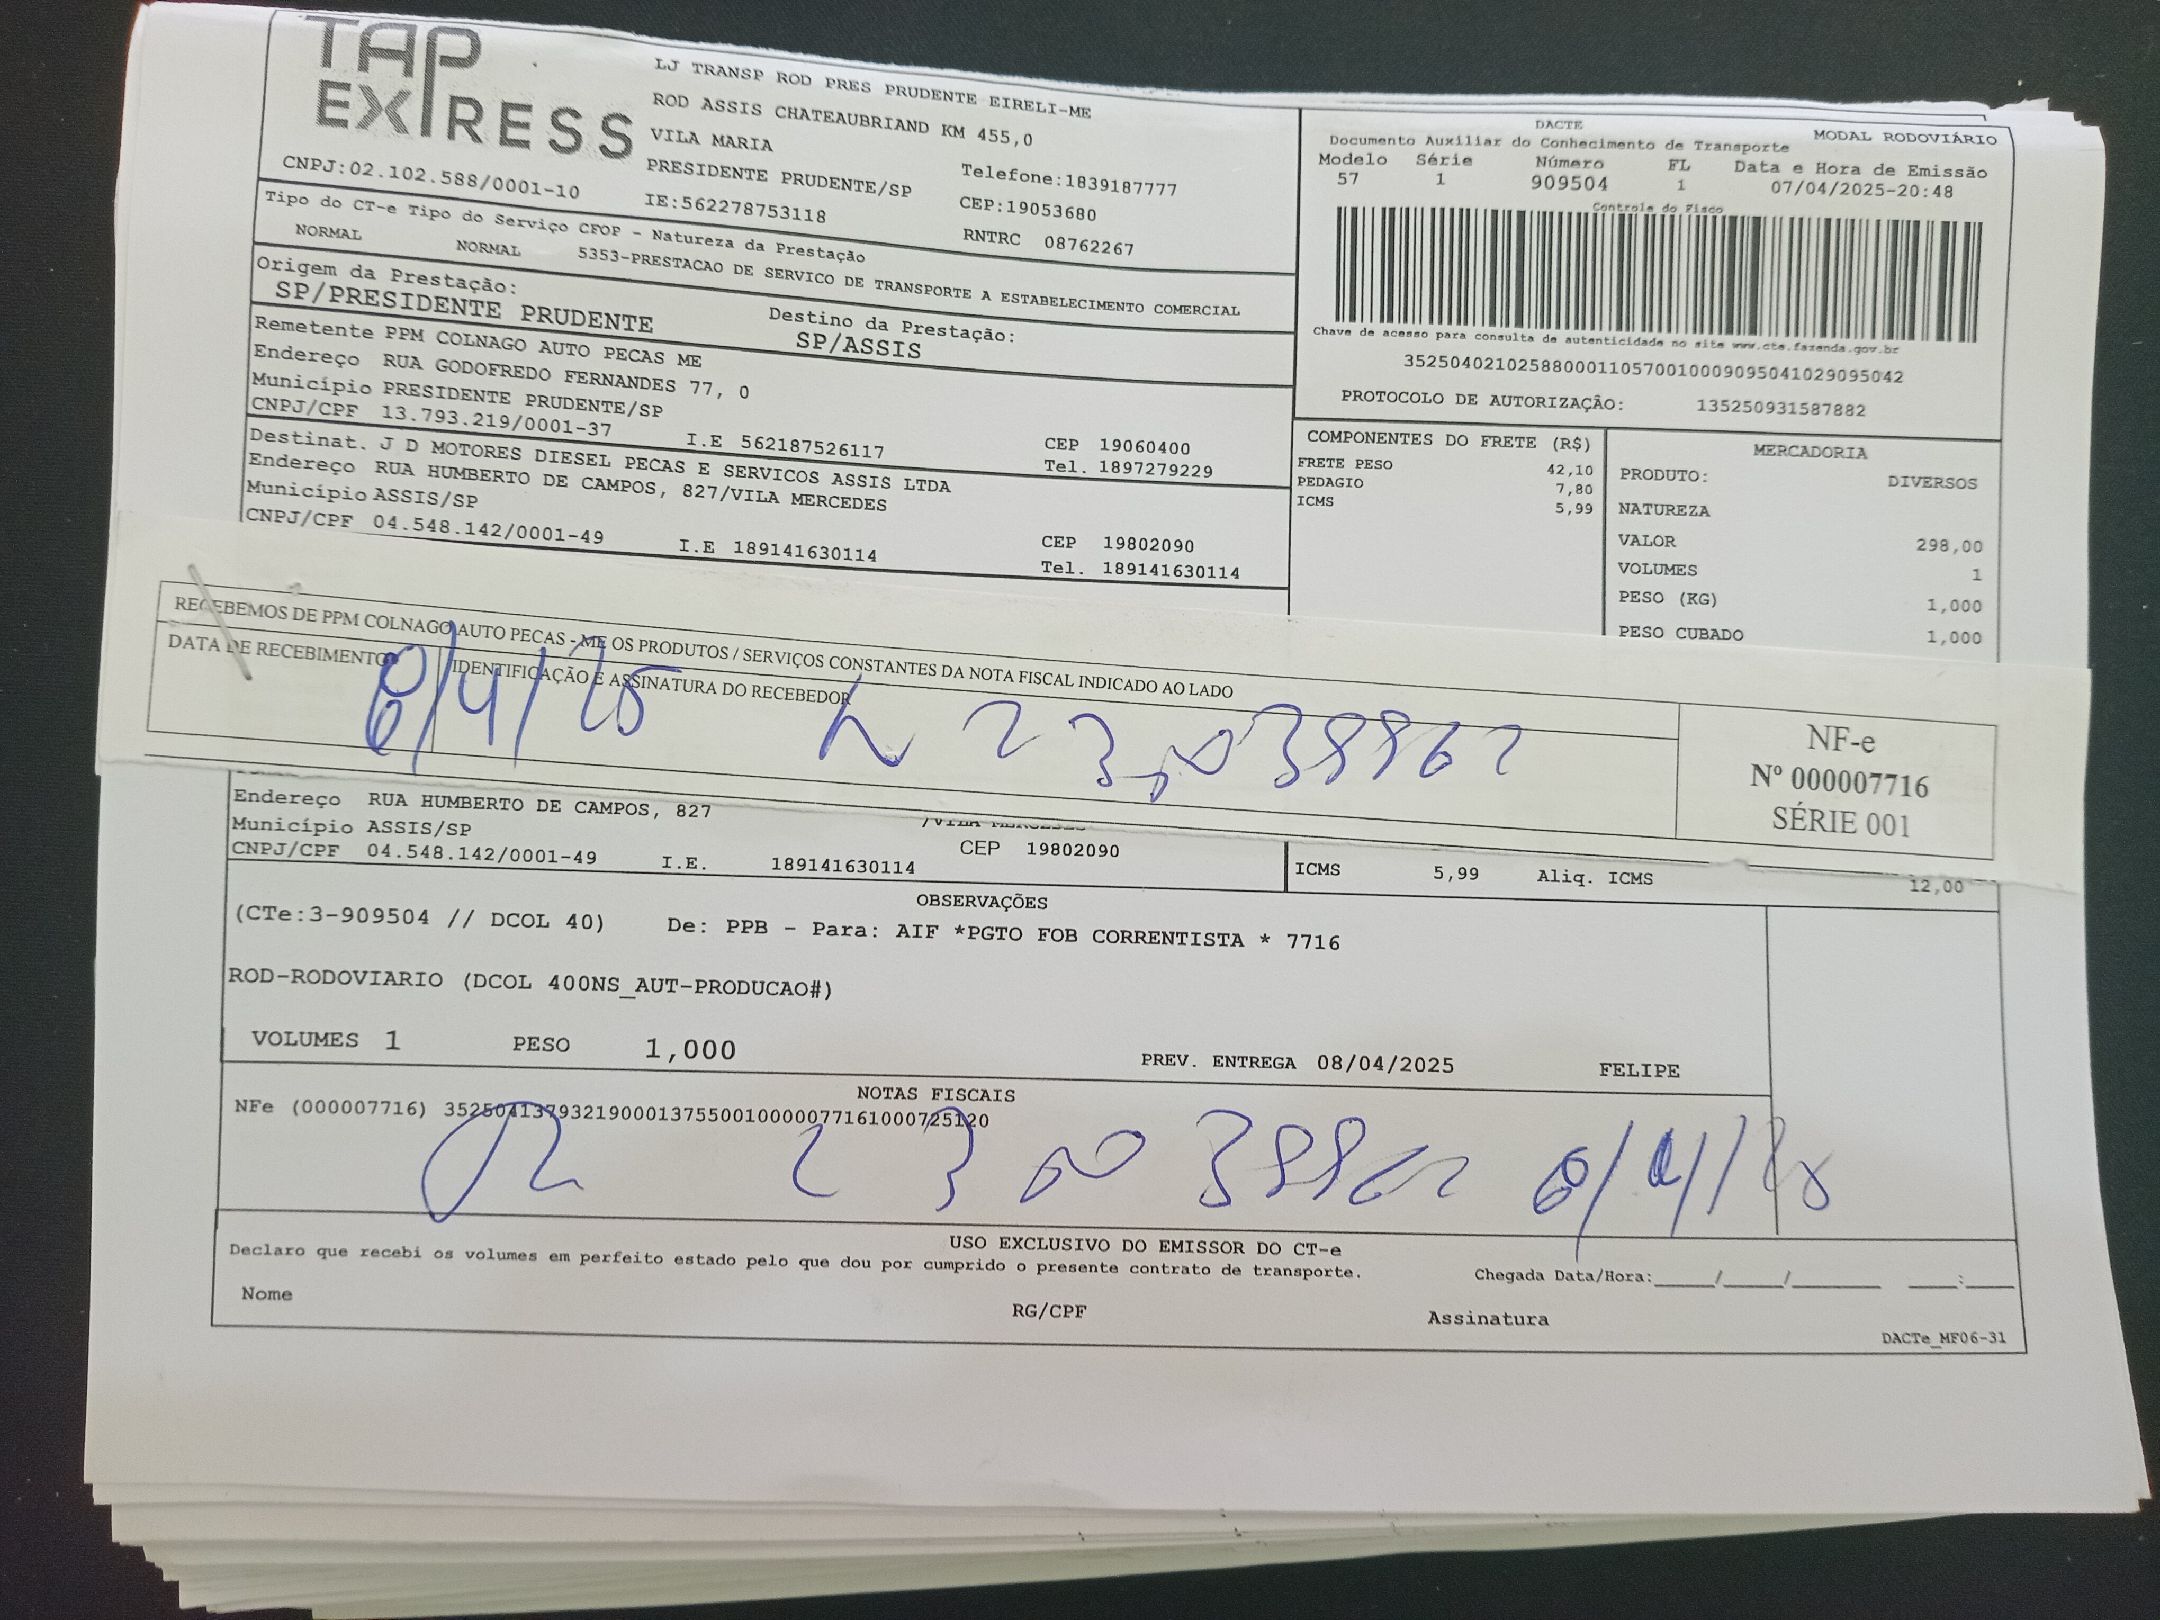 TAP EXPRESS
LJ TRANSP ROD PRES PRUDENTE EIRELI-ME
ROD ASSIS CHATEAUBRIAND KM 455,0
VILA MARIA
PRESIDENTE PRUDENTE/SP Telefone:1839187777
CNPJ:02.102.588/0001-10 IE:562278753118 CEP:19053680
RNTRC 08762267
Tipo do CT-e Tipo do Serviço CFOP - Natureza da Prestação
NORMAL NORMAL 5353-PRESTACAO DE SERVICO DE TRANSPORTE A ESTABELECIMENTO COMERCIAL
Origem da Prestação: Destino da Prestação:
SP/PRESIDENTE PRUDENTE SP/ASSIS
Remetente PPM COLNAGO AUTO PECAS ME
Endereço RUA GODOFREDO FERNANDES 77, 0
Município PRESIDENTE PRUDENTE/SP CEP 19060400
CNPJ/CPF 13.793.219/0001-37 I.E 562187526117 Tel. 1897279229
Destinat. J D MOTORES DIESEL PECAS E SERVICOS ASSIS LTDA
Endereço RUA HUMBERTO DE CAMPOS, 827/VILA MERCEDES
Município ASSIS/SP CEP 19802090
CNPJ/CPF 04.548.142/0001-49 I.E 189141630114 Tel. 189141630114
DACTE MODAL RODOVIÁRIO
Documento Auxiliar do Conhecimento de Transporte
Modelo Série Número FL Data e Hora de Emissão
57 1 909504 1 07/04/2025-20:48
Controle do Fisco
Chave de acesso para consulta de autenticidade no site www.cte.fazenda.gov.br
35250402102588000110570010009095041029095042
PROTOCOLO DE AUTORIZAÇÃO: 135250931587882
COMPONENTES DO FRETE (R$)
FRETE PESO 42,10
PEDAGIO 7,80
ICMS 5,99
MERCADORIA
PRODUTO: DIVERSOS
NATUREZA
VALOR 298,00
VOLUMES 1
PESO (KG) 1,000
PESO CUBADO 1,000
RECEBEMOS DE PPM COLNAGO AUTO PECAS - ME OS PRODUTOS / SERVIÇOS CONSTANTES DA NOTA FISCAL INDICADO AO LADO
DATA DE RECEBIMENTO IDENTIFICAÇÃO E ASSINATURA DO RECEBEDOR
8/4/25
NF-e
Nº 000007716
SÉRIE 001
Endereço RUA HUMBERTO DE CAMPOS, 827 /VILA MERCEDES
Município ASSIS/SP CEP 19802090
CNPJ/CPF 04.548.142/0001-49 I.E. 189141630114
ICMS 5,99 Aliq. ICMS 12,00
OBSERVAÇÕES
(CTe:3-909504 // DCOL 40) De: PPB - Para: AIF *PGTO FOB CORRENTISTA * 7716
ROD-RODOVIARIO (DCOL 400NS_AUT-PRODUCAO#)
VOLUMES 1 PESO 1,000 PREV. ENTREGA 08/04/2025 FELIPE
NOTAS FISCAIS
NFe (000007716) 35250413793219000137550010000077161000725120
8/4/25
USO EXCLUSIVO DO EMISSOR DO CT-e
Declaro que recebi os volumes em perfeito estado pelo que dou por cumprido o presente contrato de transporte.
Chegada Data/Hora:_____/_____/_______ ____:____
Nome RG/CPF Assinatura
DACTe_MF06-31